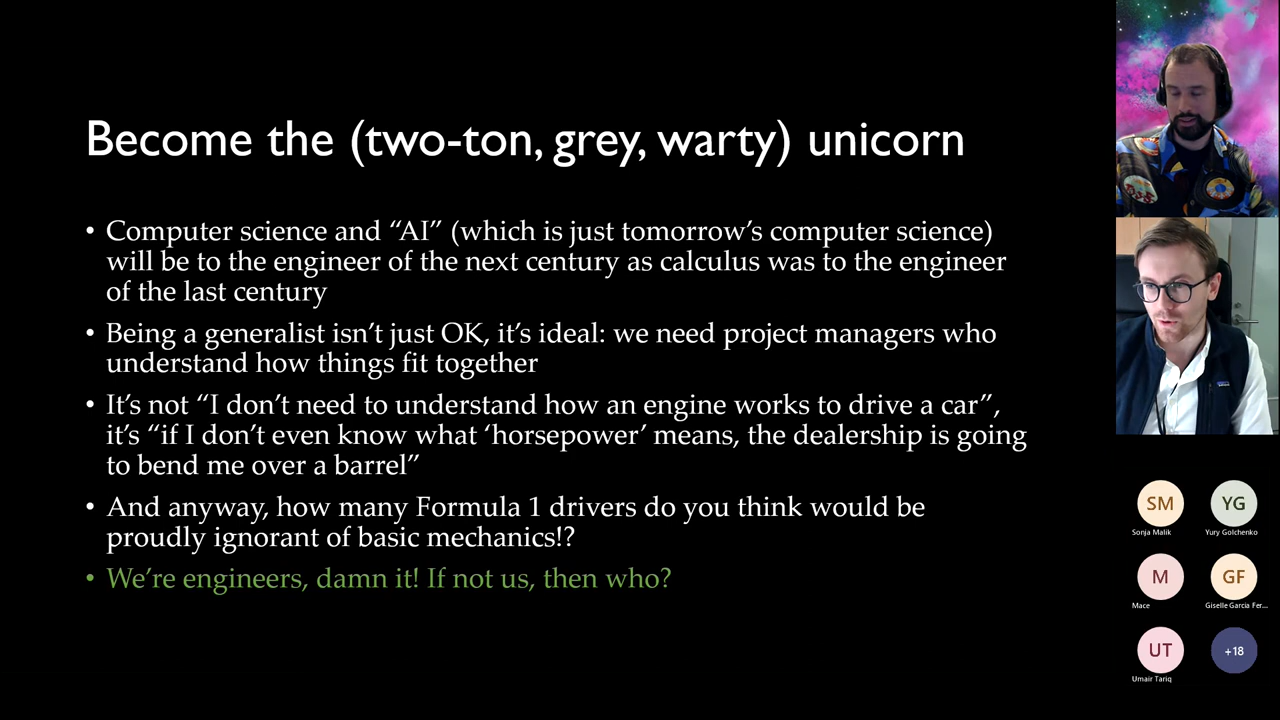 Become the (two-ton, grey, warty) unicorn
• Computer science and “AI” (which is just tomorrow’s computer science)
will be to the engineer of the next century as calculus was to the engineer
of the last century
• Being a generalist isn’t just OK, it’s ideal: we need project managers who
understand how things fit together
• It’s not “I don’t need to understand how an engine works to drive a car”,
it’s “if I don’t even know what ‘horsepower’ means, the dealership is going
to bend me over a barrel”
• And anyway, how many Formula 1 drivers do you think would be
proudly ignorant of basic mechanics!?
• We’re engineers, damn it! If not us, then who?
SM YG
Sonja Malik Yury Golchenko
M GF
Mace Giselle Garcia Fer...
UT +18
Umair Tariq